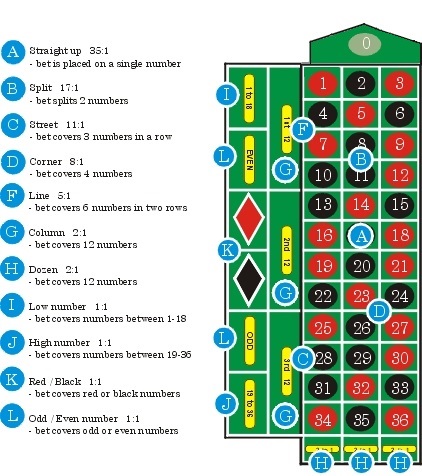 A Straight up 35:1
- bet is placed on a single number
B Split 17:1
- bet splits 2 numbers
C Street 11:1
- bet covers 3 numbers in a row
D Corner 8:1
- bet covers 4 numbers
F Line 5:1
- bet covers 6 numbers in two rows
G Column 2:1
- bet covers 12 numbers
H Dozen 2:1
- bet covers 12 numbers
I Low number 1:1
- bet covers numbers between 1-18
J High number 1:1
- bet covers numbers between 19-36
K Red / Black 1:1
- bet covers red or black numbers
L Odd / Even number 1:1
- bet covers odd or even numbers
0
1 2 3
4 5 6
7 8 9
10 11 12
13 14 15
16 18
19 20 21
22 23 24
25 26 27
28 29 30
31 32 33
34 35 36
1 to 18
EVEN
ODD
19 to 36
1st 12
2nd 12
3rd 12
I
F
L
B
G
A
K
G
D
L
C
J
G
H H H